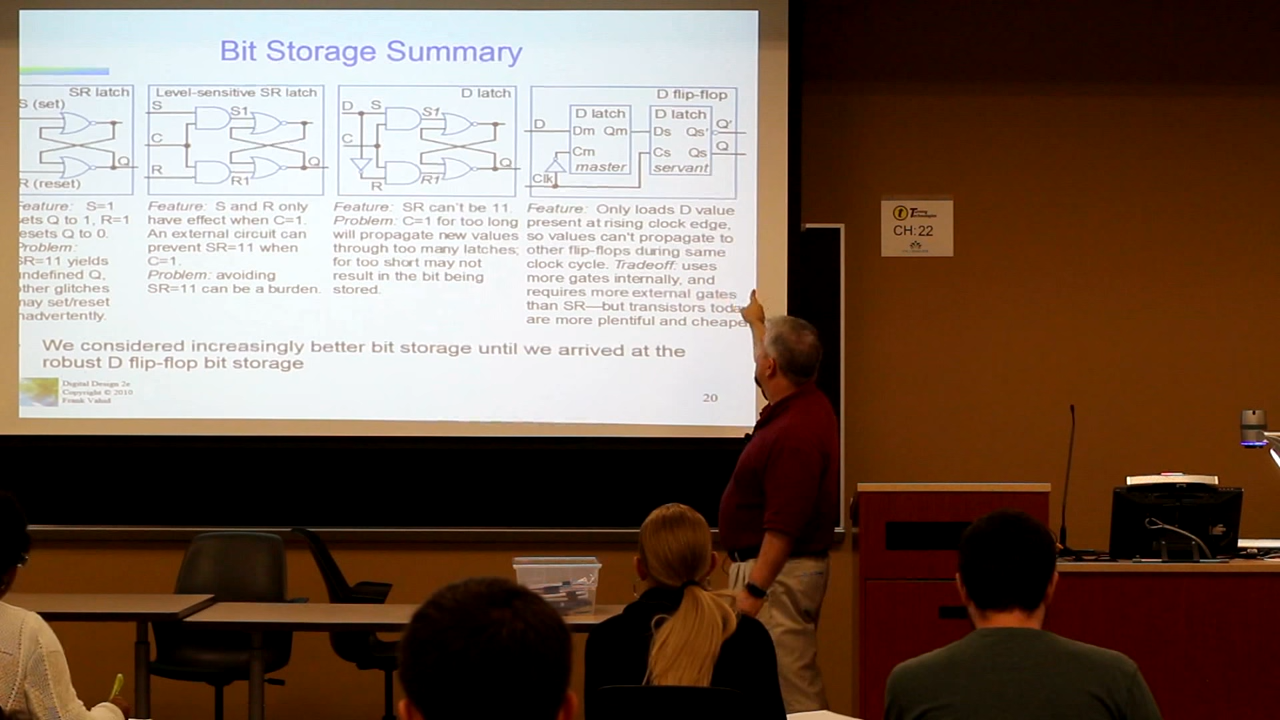 Bit Storage Summary
SR latch
S (set)
Q
R (reset)
Feature: S=1
sets Q to 1, R=1
resets Q to 0.
Problem:
SR=11 yields
undefined Q,
other glitches
may set/reset
inadvertently.
Level-sensitive SR latch
S
S1
C
Q
R
R1
Feature: S and R only
have effect when C=1.
An external circuit can
prevent SR=11 when
C=1.
Problem: avoiding
SR=11 can be a burden.
D latch
D S
S1
C
Q
R
R1
Feature: SR can't be 11.
Problem: C=1 for too long
will propagate new values
through too many latches;
for too short may not
result in the bit being
stored.
D flip-flop
D latch
D latch
D
Dm Qm
Ds Qs'
Q'
Cm
Cs Qs
Q
master
servant
Clk
Feature: Only loads D value
present at rising clock edge,
so values can't propagate to
other flip-flops during same
clock cycle. Tradeoff: uses
more gates internally, and
requires more external gates
than SR—but transistors toda
are more plentiful and cheape
We considered increasingly better bit storage until we arrived at the
robust D flip-flop bit storage
Digital Design 2e
Copyright © 2010
Frank Vahid
20
Turning
Technologies
CH: 22